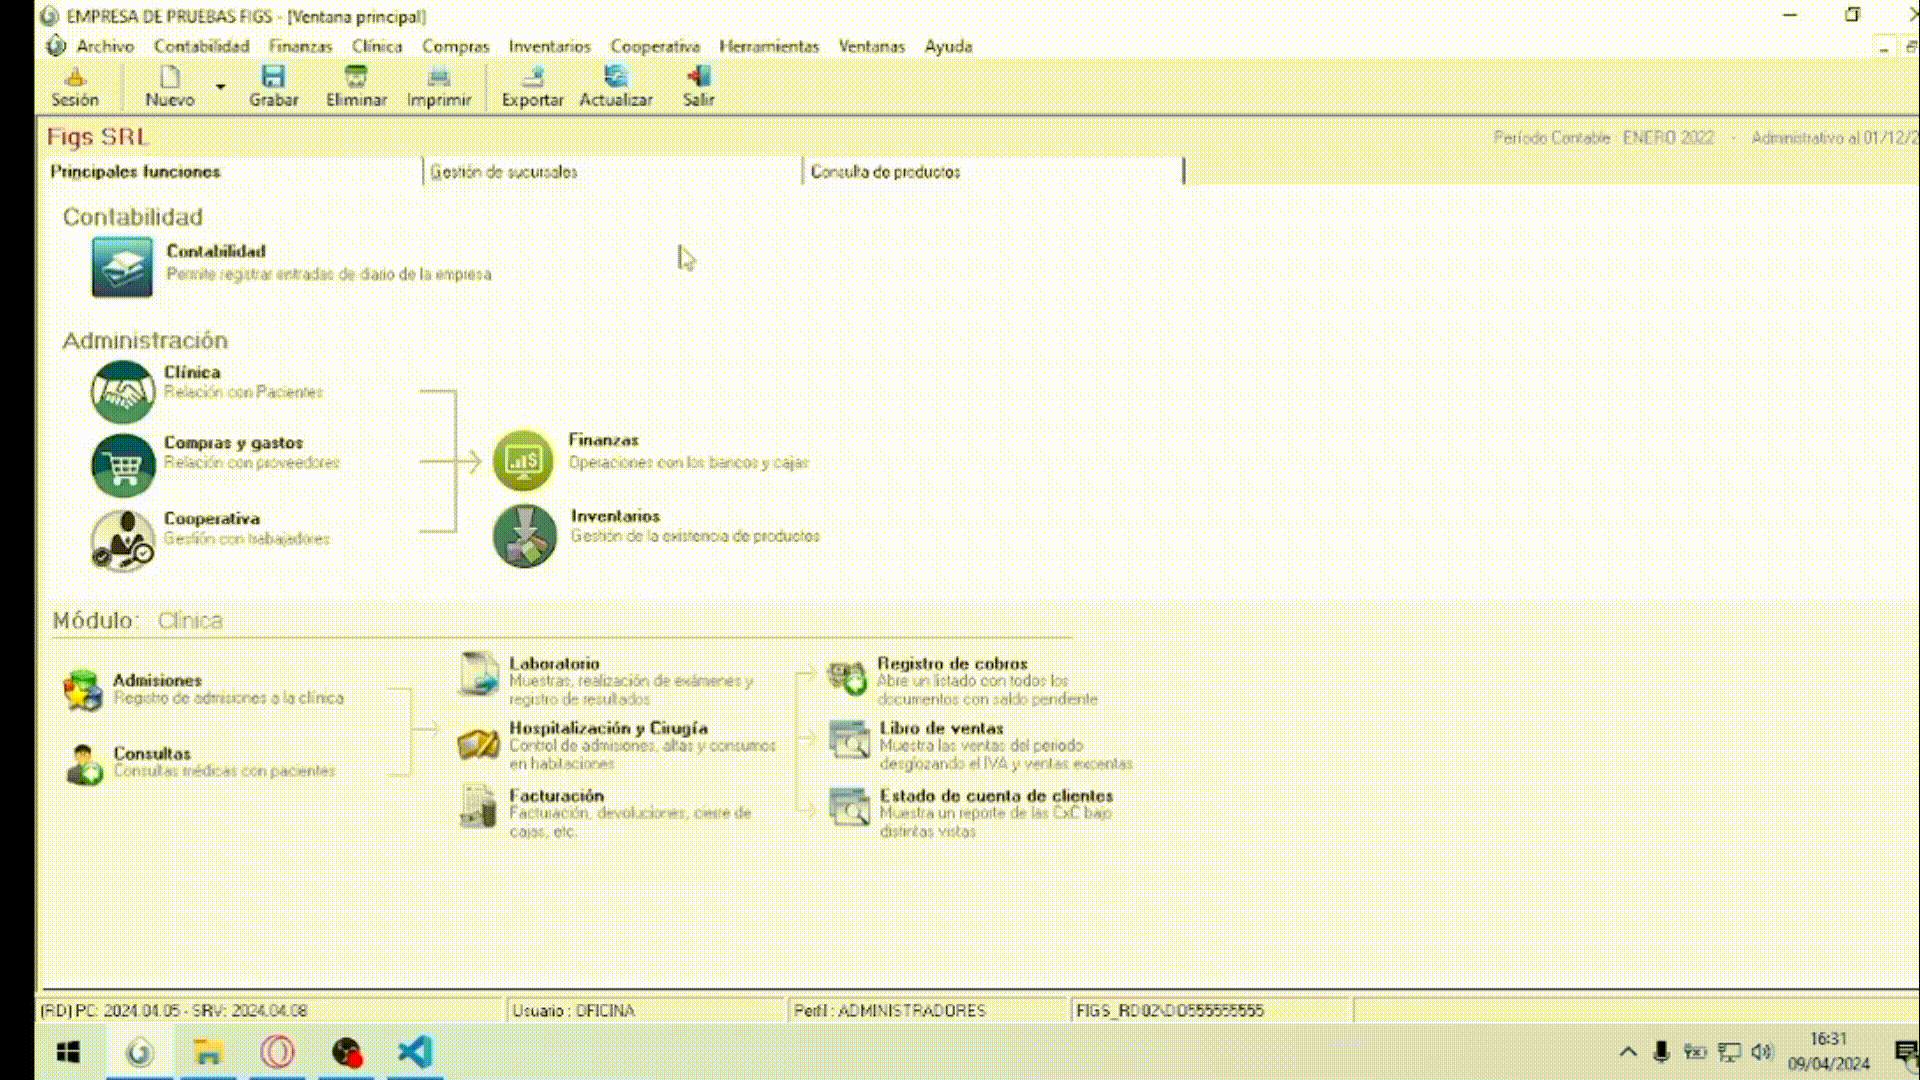 EMPRESA DE PRUEBAS FIGS - [Ventana principal]
Archivo Contabilidad Finanzas Clínica Compras Inventarios Cooperativa Herramientas Ventanas Ayuda
Sesión Nuevo Grabar Eliminar Imprimir Exportar Actualizar Salir
Figs SRL
Período Contable ENERO 2022 - Administrativo al 01/12/2
Principales funciones
Gestión de sucursales
Consulta de productos
Contabilidad
Contabilidad
Permite registrar entradas de diario de la empresa
Administración
Clínica
Relación con Pacientes
Compras y gastos
Relación con proveedores
Cooperativa
Gestión con trabajadores
Finanzas
Operaciones con los bancos y cajas
Inventarios
Gestión de la existencia de productos
Módulo: Clínica
Admisiones
Registro de admisiones a la clínica
Consultas
Consultas médicas con pacientes
Laboratorio
Muestras, realización de exámenes y
registro de resultados
Hospitalización y Cirugía
Control de admisiones, altas y consumos
en habitaciones
Facturación
Facturación, devoluciones, cierre de
cajas, etc.
Registro de cobros
Abre un listado con todos los
documentos con saldo pendiente
Libro de ventas
Muestra las ventas del periodo
desglozando el IVA y ventas excentas
Estado de cuenta de clientes
Muestra un reporte de las CxC bajo
distintas vistas
(RD) PC: 2024.04.05 - SRV: 2024.04.08
Usuario : OFICINA
Perfil : ADMINISTRADORES
FIGS_RD02\DO555555555
16:31
09/04/2024